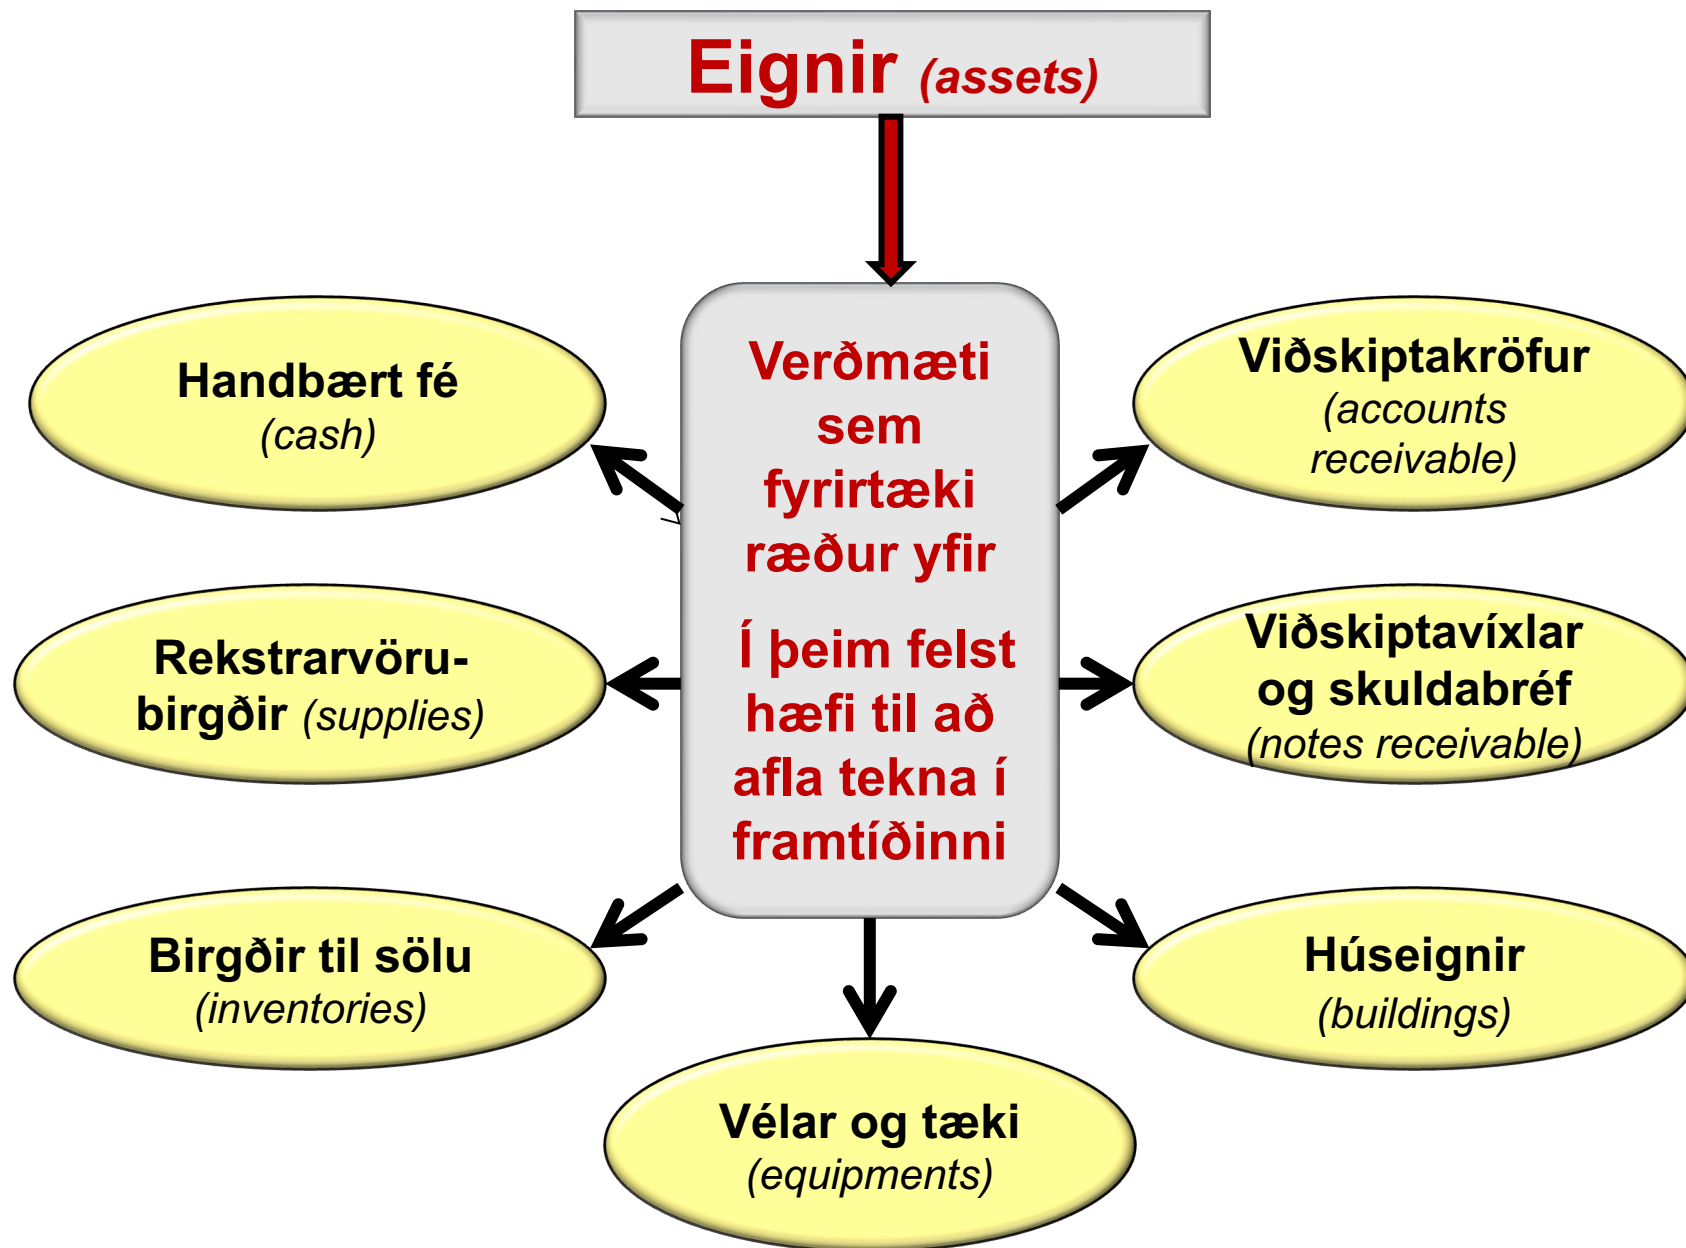 Eignir (assets)
Verðmæti
sem
fyrirtæki
ræður yfir
Í þeim felst
hæfi til að
afla tekna í
framtíðinni
Handbært fé
(cash)
Rekstrarvöru-
birgðir (supplies)
Birgðir til sölu
(inventories)
Vélar og tæki
(equipments)
Viðskiptakröfur
(accounts
receivable)
Viðskiptavíxlar
og skuldabréf
(notes receivable)
Húseignir
(buildings)